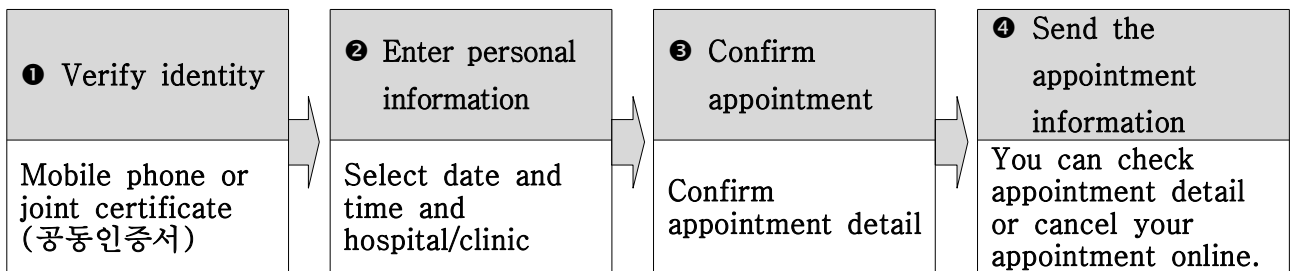 ❶ Verify identity
Mobile phone or
joint certificate
(공동인증서)
❷ Enter personal
information
Select date and
time and
hospital/clinic
❸ Confirm
appointment
Confirm
appointment detail
❹ Send the
appointment
information
You can check
appointment detail
or cancel your
appointment online.